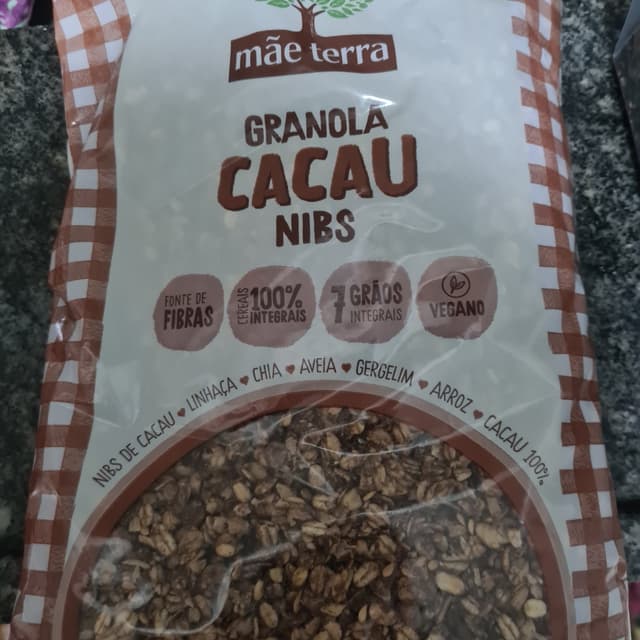 mãe terra
GRANOLA
CACAU
NIBS
FONTE DE
FIBRAS
CEREAIS
100%
INTEGRAIS
7 GRÃOS
INTEGRAIS
VEGANO
NIBS DE CACAU ♥ LINHAÇA ♥ CHIA ♥ AVEIA ♥ GERGELIM ♥ ARROZ ♥ CACAU 100%